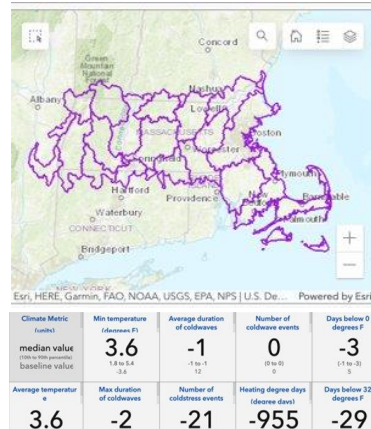 Concord
Green
Mountain
National
Forest
Albany
Nashua
Lowell
MASSACHUSETTS
Boston
Worcester
Springfield
Plymouth
Hartford
Providence
New
Bedford
Barnstable
Falmouth
Waterbury
CONNECTICUT
Bridgeport
NEW YORK
Esri, HERE, Garmin, FAO, NOAA, USGS, EPA, NPS | U.S. De... Powered by Esri
Climate Metric
(units)
median value
(10th to 90th percentile)
baseline value
Min temperature
(degrees F)
3.6
1.8 to 5.4
-3.6
Average duration
of coldwaves
-1
-1 to -1
12
Number of
coldwave events
0
(0 to 0)
0
Days below 0
degrees F
-3
(-1 to -3)
5
Average temperatur
e
3.6
Max duration
of coldwaves
-2
Number of
coldstress events
-21
Heating degree days
(degree days)
-955
Days below 32
degrees F
-29